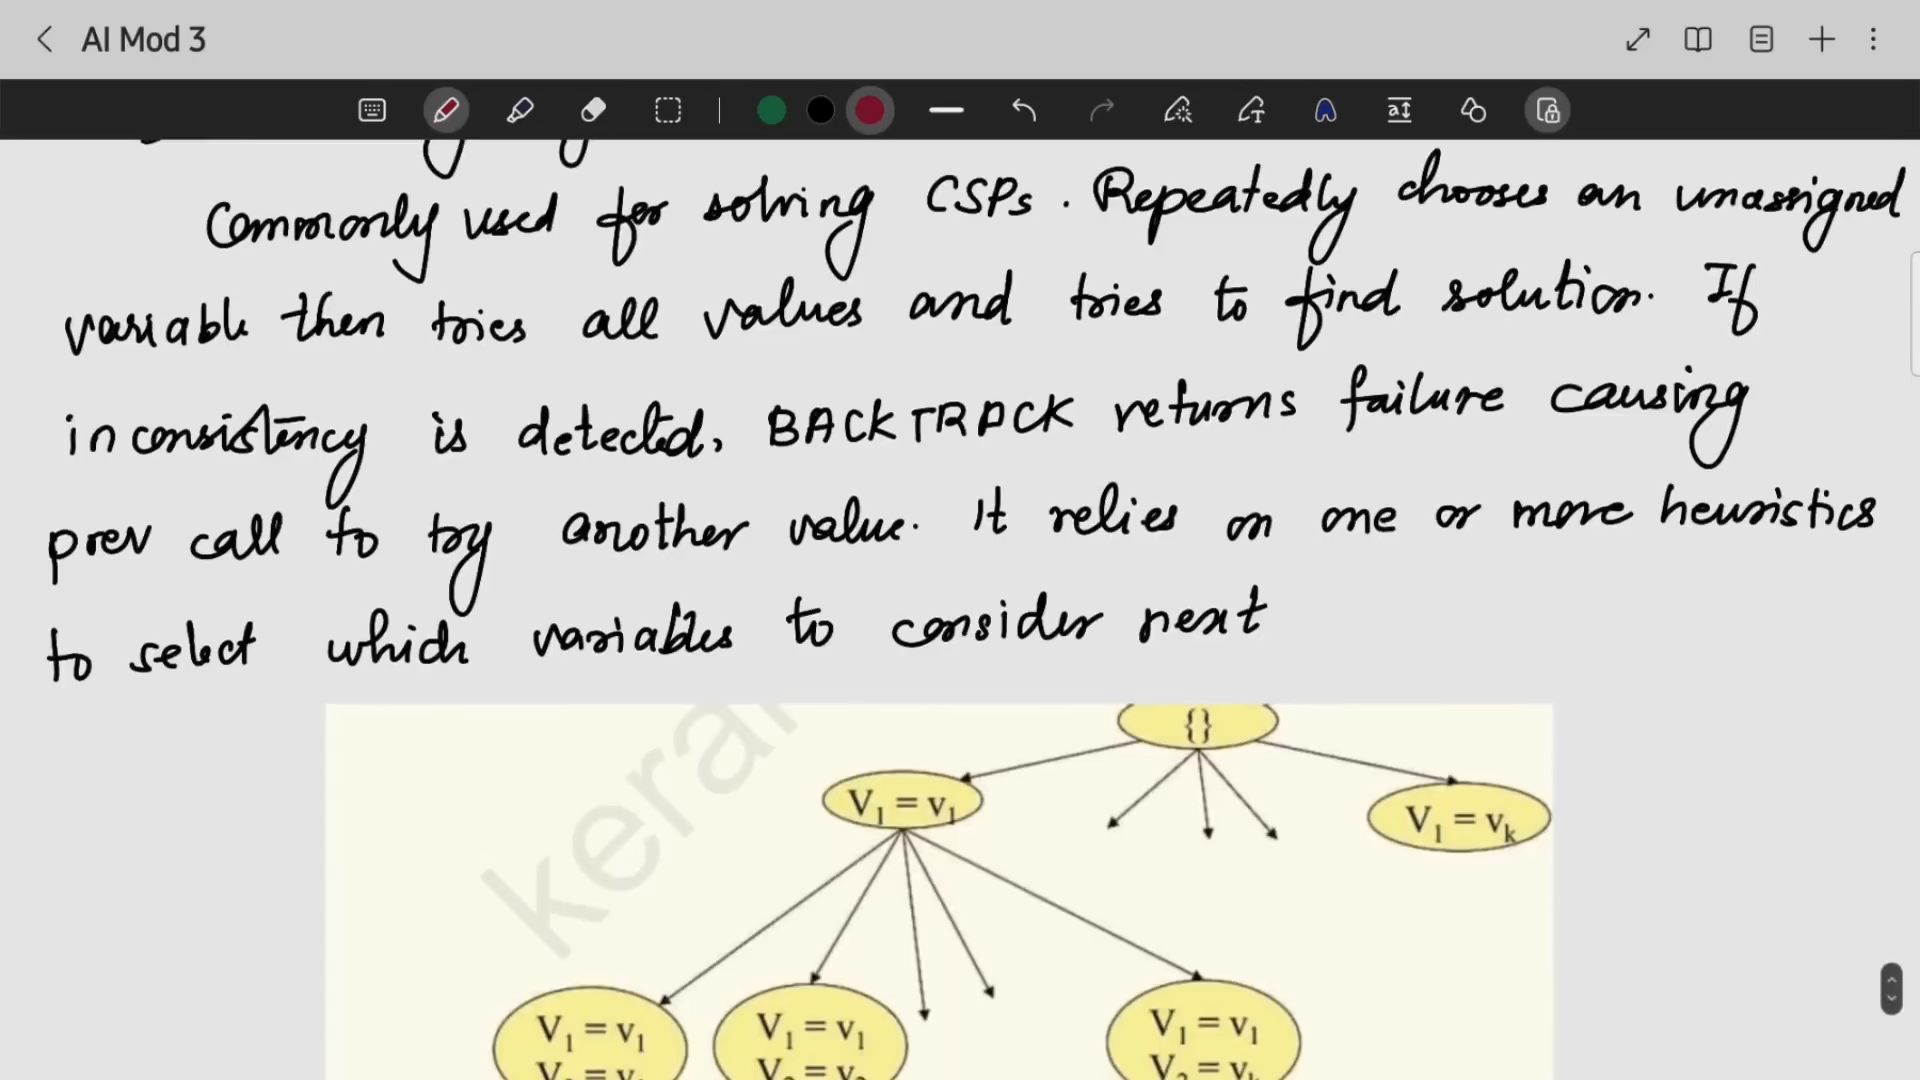 AI Mod 3
Commonly used for solving CSPs. Repeatedly chooses an unassigned
variable then tries all values and tries to find solution. If
inconsistency is detected, BACKTRACK returns failure causing
prev call to try another value. It relies on one or more heuristics
to select which variables to consider next
{}
V1 = v1
V1 = vk
keral
V1 = v1
V1 = v1
V1 = v1